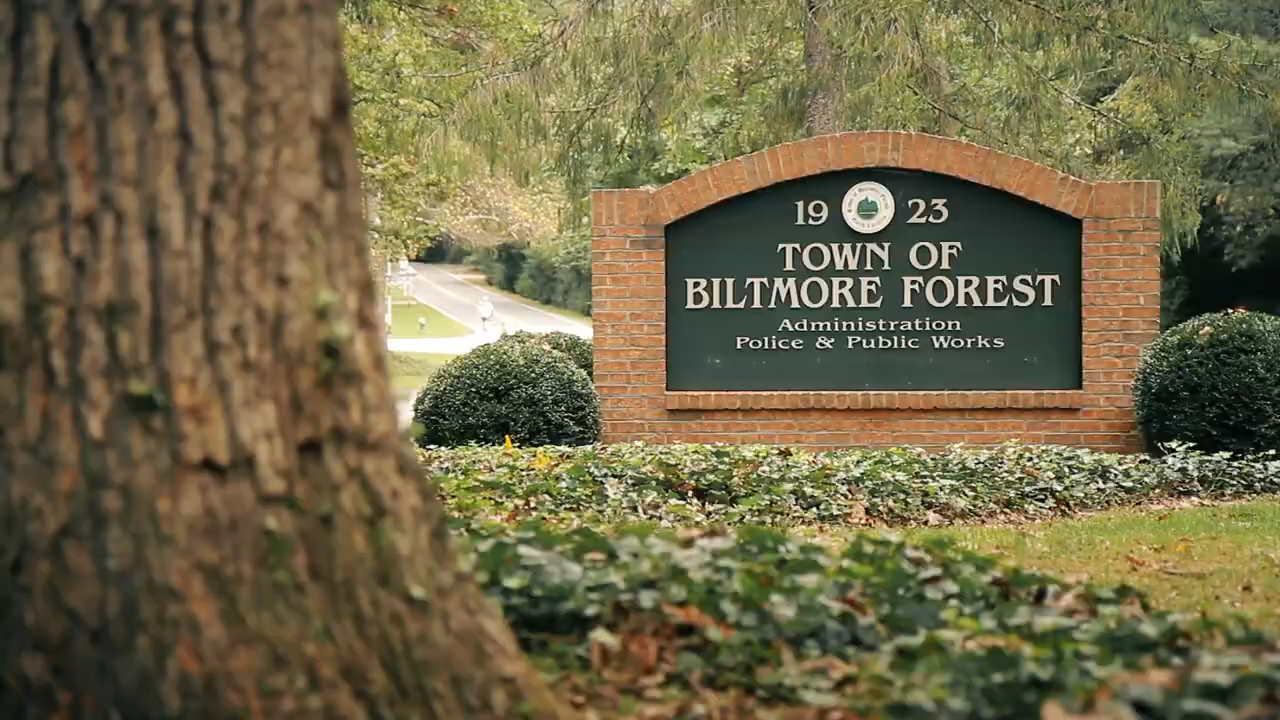 19 23
TOWN OF
BILTMORE FOREST
Administration
Police & Public Works